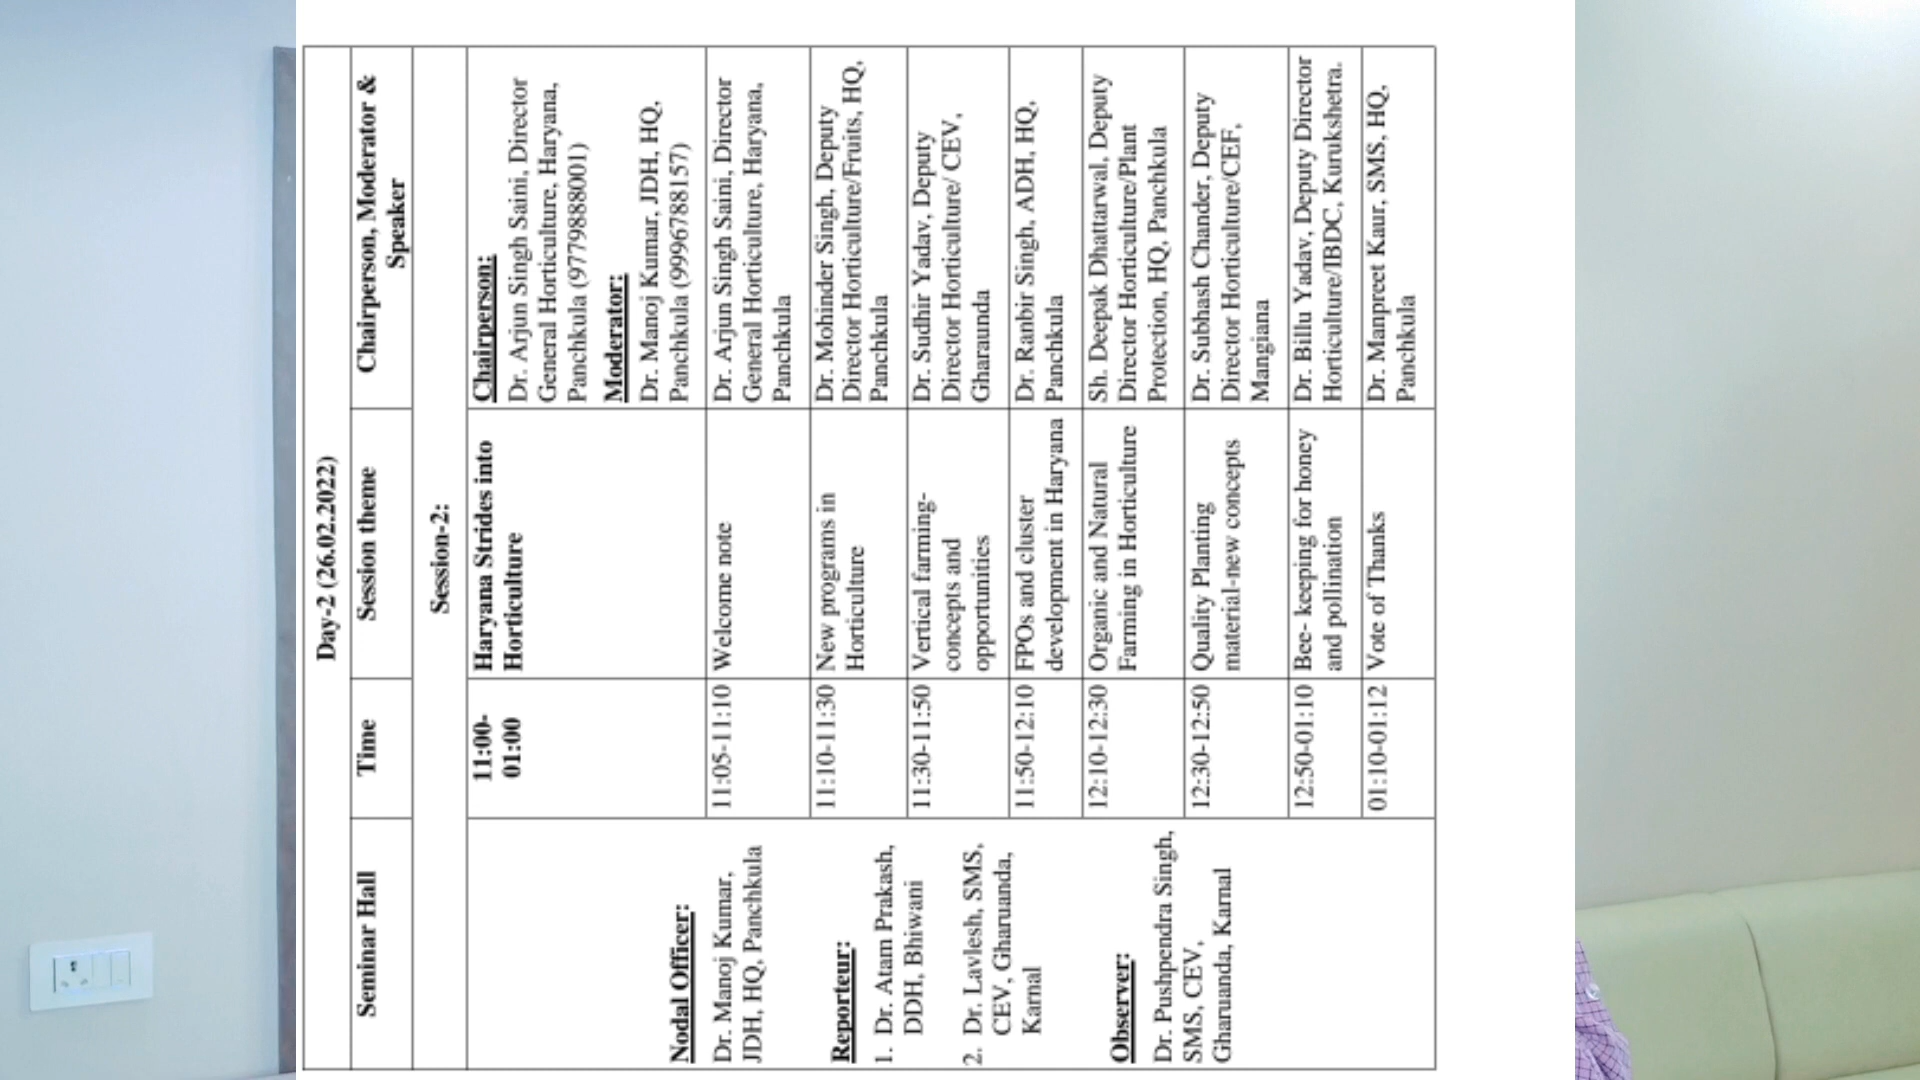 Day-2 (26.02.2022)
Seminar Hall
Time
Session theme
Chairperson, Moderator &
Speaker
Session-2:
Nodal Officer:
Dr. Manoj Kumar,
JDH, HQ, Panchkula
Reporteur:
1. Dr. Atam Prakash,
DDH, Bhiwani
2. Dr. Lavlesh, SMS,
CEV, Gharuanda,
Karnal
Observer:
Dr. Pushpendra Singh,
SMS, CEV,
Gharuanda, Karnal
11:00-
01:00
Haryana Strides into
Horticulture
Chairperson:
Dr. Arjun Singh Saini, Director
General Horticulture, Haryana,
Panchkula (9779888001)
Moderator:
Dr. Manoj Kumar, JDH, HQ,
Panchkula (9996788157)
11:05-11:10
Welcome note
Dr. Arjun Singh Saini, Director
General Horticulture, Haryana,
Panchkula
11:10-11:30
New programs in
Horticulture
Dr. Mohinder Singh, Deputy
Director Horticulture/Fruits, HQ,
Panchkula
11:30-11:50
Vertical farming-
concepts and
opportunities
Dr. Sudhir Yadav, Deputy
Director Horticulture/ CEV,
Gharaunda
11:50-12:10
FPOs and cluster
development in Haryana
Dr. Ranbir Singh, ADH, HQ,
Panchkula
12:10-12:30
Organic and Natural
Farming in Horticulture
Sh. Deepak Dhattarwal, Deputy
Director Horticulture/Plant
Protection, HQ, Panchkula
12:30-12:50
Quality Planting
material-new concepts
Dr. Subhash Chander, Deputy
Director Horticulture/CEF,
Mangiana
12:50-01:10
Bee- keeping for honey
and pollination
Dr. Billu Yadav, Deputy Director
Horticulture/IBDC, Kurukshetra.
01:10-01:12
Vote of Thanks
Dr. Manpreet Kaur, SMS, HQ,
Panchkula